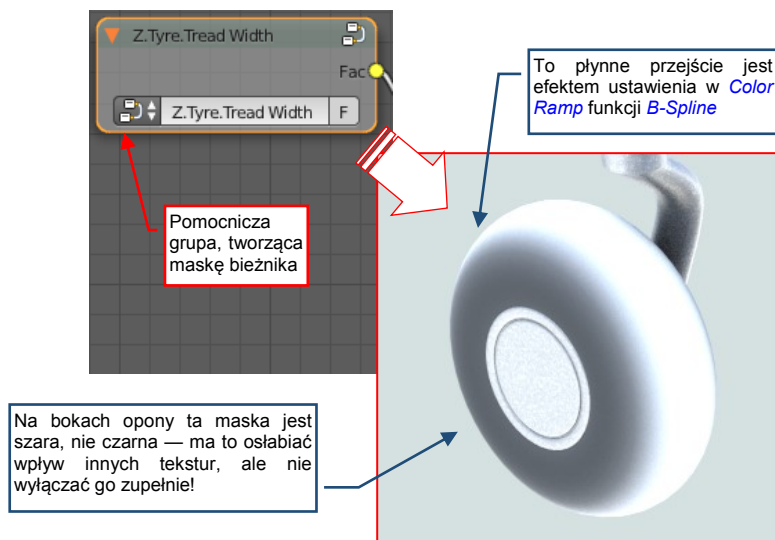 Z.Tyre.Tread Width
Fac
Z.Tyre.Tread Width F
To płynne przejście jest
efektem ustawienia w Color
Ramp funkcji B-Spline
Pomocnicza
grupa, tworząca
maskę bieżnika
Na bokach opony ta maska jest
szara, nie czarna — ma to osłabiać
wpływ innych tekstur, ale nie
wyłączać go zupełnie!